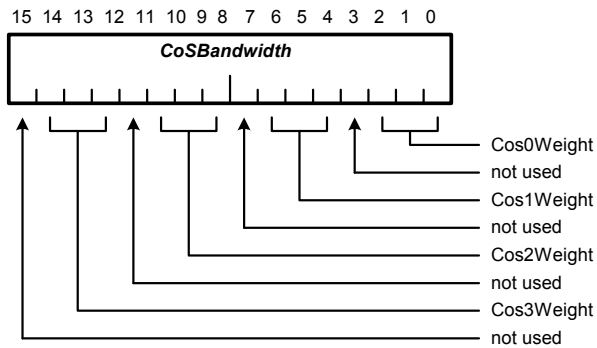 15 14 13 12 11 10 9 8 7 6 5 4 3 2 1 0
CoSBandwidth
Cos0Weight
not used
Cos1Weight
not used
Cos2Weight
not used
Cos3Weight
not used